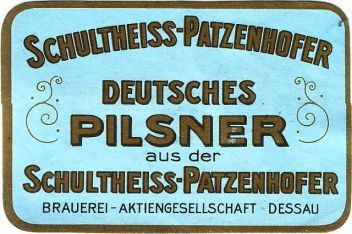 SCHULTHEISS-PATZENHOFER
DEUTSCHES
PILSNER
aus der
SCHULTHEISS-PATZENHOFER
BRAUEREI - AKTIENGESELLSCHAFT - DESSAU